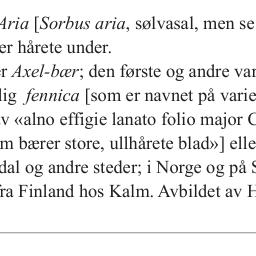 Aria [Sorbus aria, sølvasal, men se
er hårete under.
r Axel-bær; den første og andre var
lig fennica [som er navnet på varie
v «alno effigie lanato folio major C
m bærer store, ullhårete blad»] elle
dal og andre steder; i Norge og på S
ra Finland hos Kalm. Avbildet av H